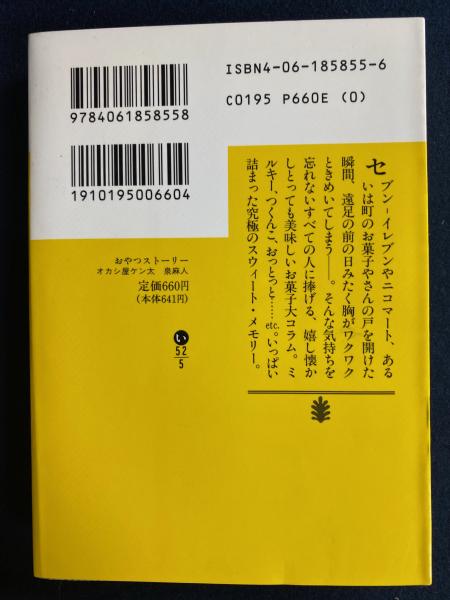 ISBN4-06-185855-6
C0195 P660E (0)
9784061858558
1910195006604
おやつストーリー
オカシ屋ケン太 泉麻人
定価660円
(本体641円)
い
52
5
セブン-イレブンやニコマート、ある
いは町のお菓子やさんの戸を開けた
瞬間、遠足の前の日みたく胸がワクワク
ときめいてしまう──。そんな気持ちを
忘れないすべての人に捧げる、嬉し懐か
しとっても美味しいお菓子大コラム。ミ
ルキー、つくんこ、おっとっと……etc.いっぱい
詰まった究極のスウィート・メモリー。